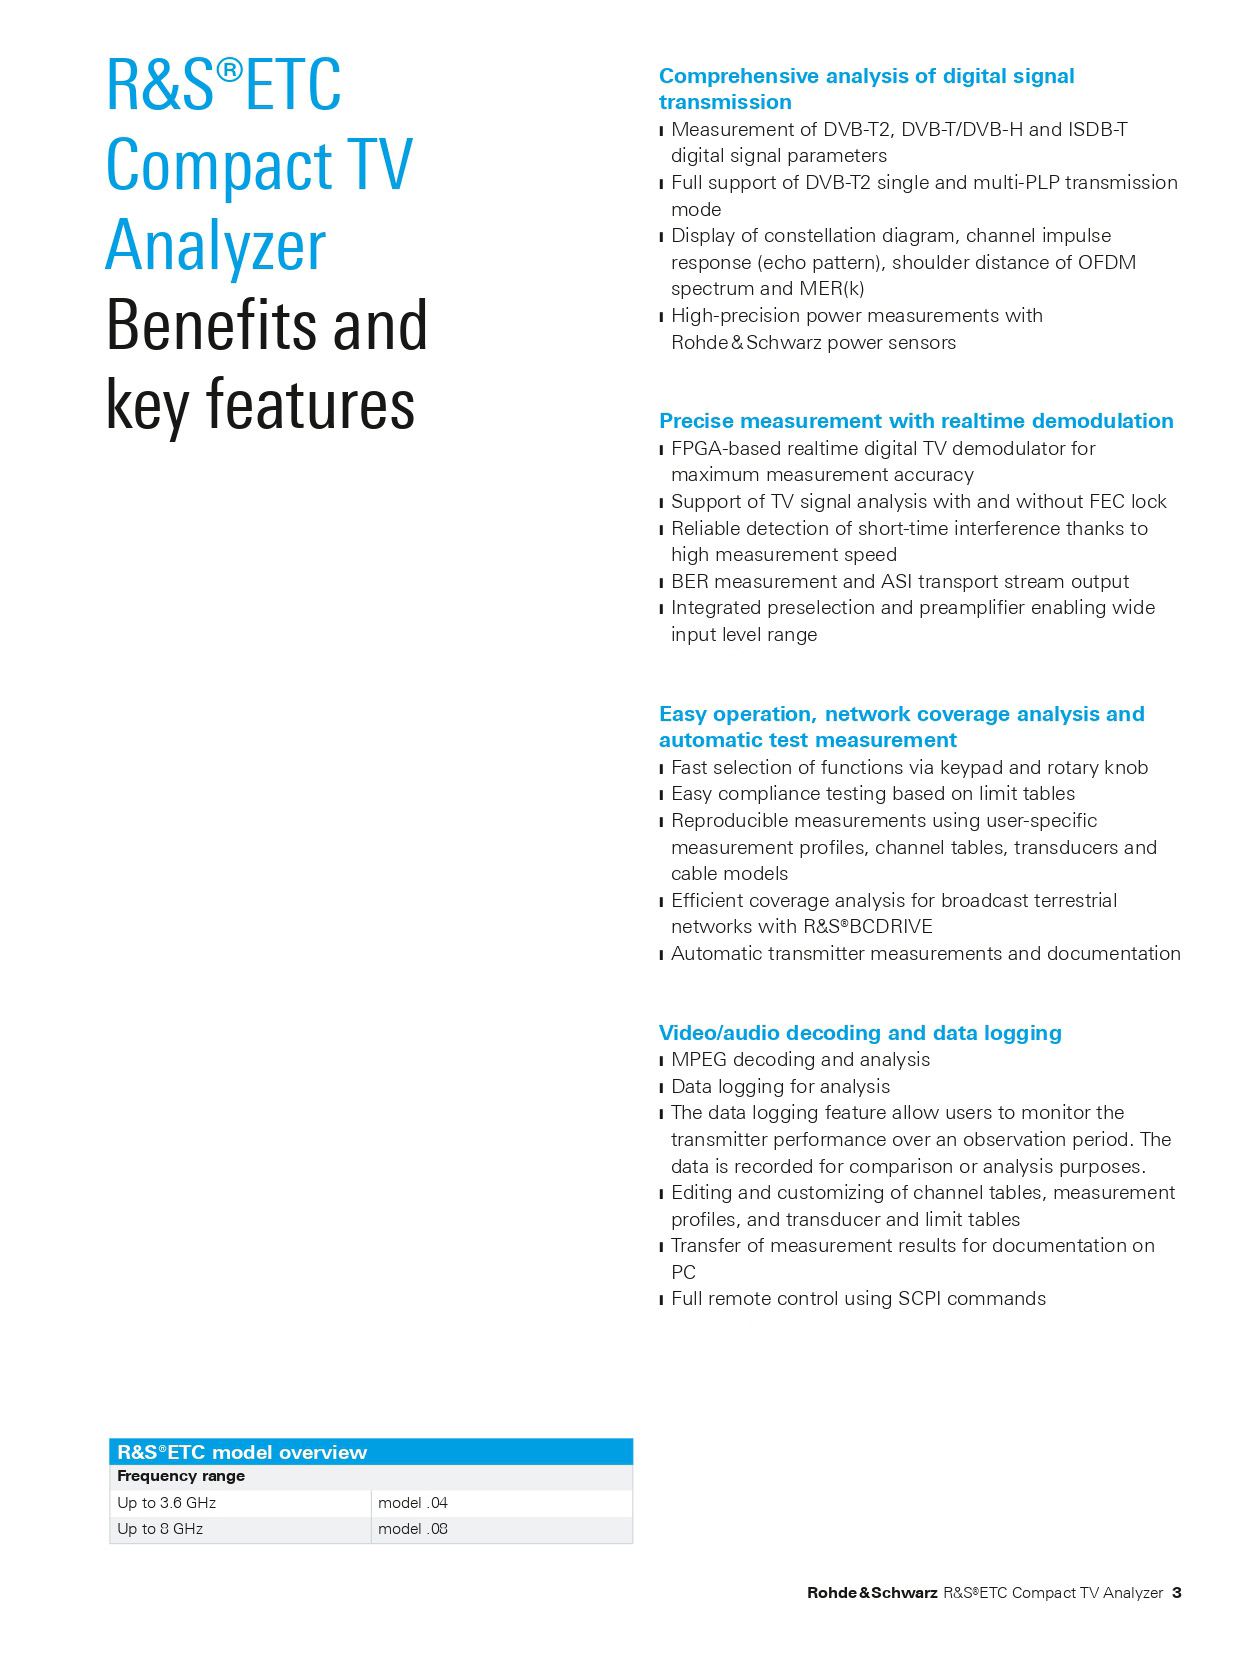 R&S®ETC
Compact TV
Analyzer
Benefits and
key features
Comprehensive analysis of digital signal
transmission
Measurement of DVB-T2, DVB-T/DVB-H and ISDB-T
digital signal parameters
Full support of DVB-T2 single and multi-PLP transmission
mode
Display of constellation diagram, channel impulse
response (echo pattern), shoulder distance of OFDM
spectrum and MER(k)
High-precision power measurements with
Rohde & Schwarz power sensors
Precise measurement with realtime demodulation
FPGA-based realtime digital TV demodulator for
maximum measurement accuracy
Support of TV signal analysis with and without FEC lock
Reliable detection of short-time interference thanks to
high measurement speed
BER measurement and ASI transport stream output
Integrated preselection and preamplifier enabling wide
input level range
Easy operation, network coverage analysis and
automatic test measurement
Fast selection of functions via keypad and rotary knob
Easy compliance testing based on limit tables
Reproducible measurements using user-specific
measurement profiles, channel tables, transducers and
cable models
Efficient coverage analysis for broadcast terrestrial
networks with R&S®BCDRIVE
Automatic transmitter measurements and documentation
Video/audio decoding and data logging
MPEG decoding and analysis
Data logging for analysis
The data logging feature allow users to monitor the
transmitter performance over an observation period. The
data is recorded for comparison or analysis purposes.
Editing and customizing of channel tables, measurement
profiles, and transducer and limit tables
Transfer of measurement results for documentation on
PC
Full remote control using SCPI commands
R&S®ETC model overview
Frequency range
Up to 3.6 GHz model .04
Up to 8 GHz model .08
Rohde & Schwarz R&S®ETC Compact TV Analyzer 3